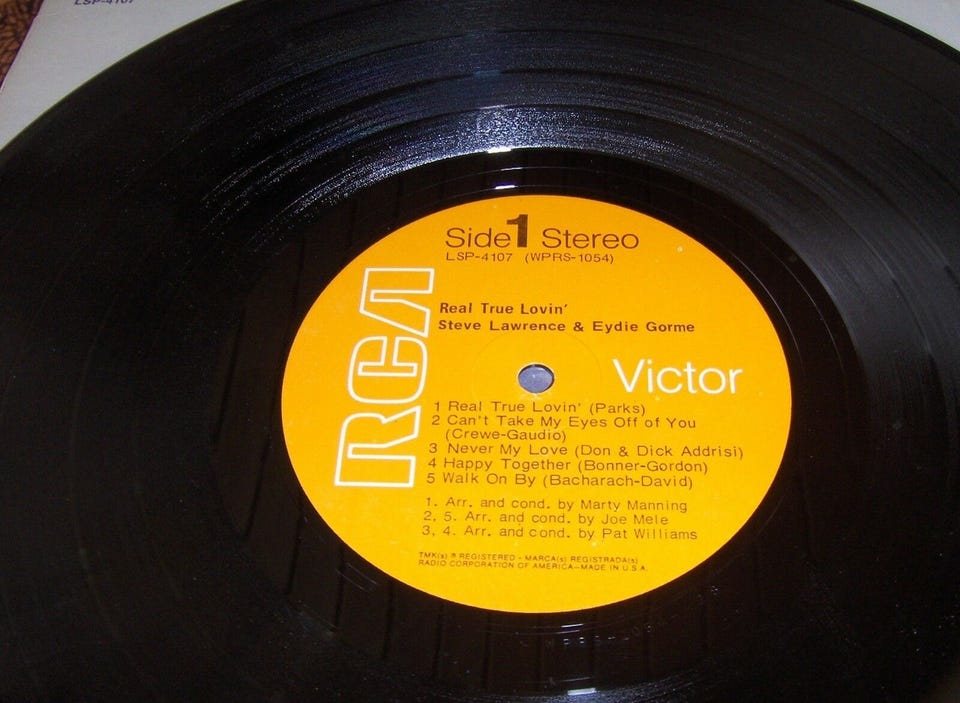 LSP-4107
Side 1 Stereo
LSP-4107 (WPRS-1054)
RCA
Real True Lovin'
Steve Lawrence & Eydie Gorme
Victor
1 Real True Lovin' (Parks)
2 Can't Take My Eyes Off of You
(Crewe-Gaudio)
3 Never My Love (Don & Dick Addrisi)
4 Happy Together (Bonner-Gordon)
5 Walk On By (Bacharach-David)
1. Arr. and cond. by Marty Manning
2, 5. Arr. and cond. by Joe Mele
3, 4. Arr. and cond. by Pat Williams
TMK(s) ® REGISTERED - MARCA(s) REGISTRADA(s)
RADIO CORPORATION OF AMERICA—MADE IN U.S.A.